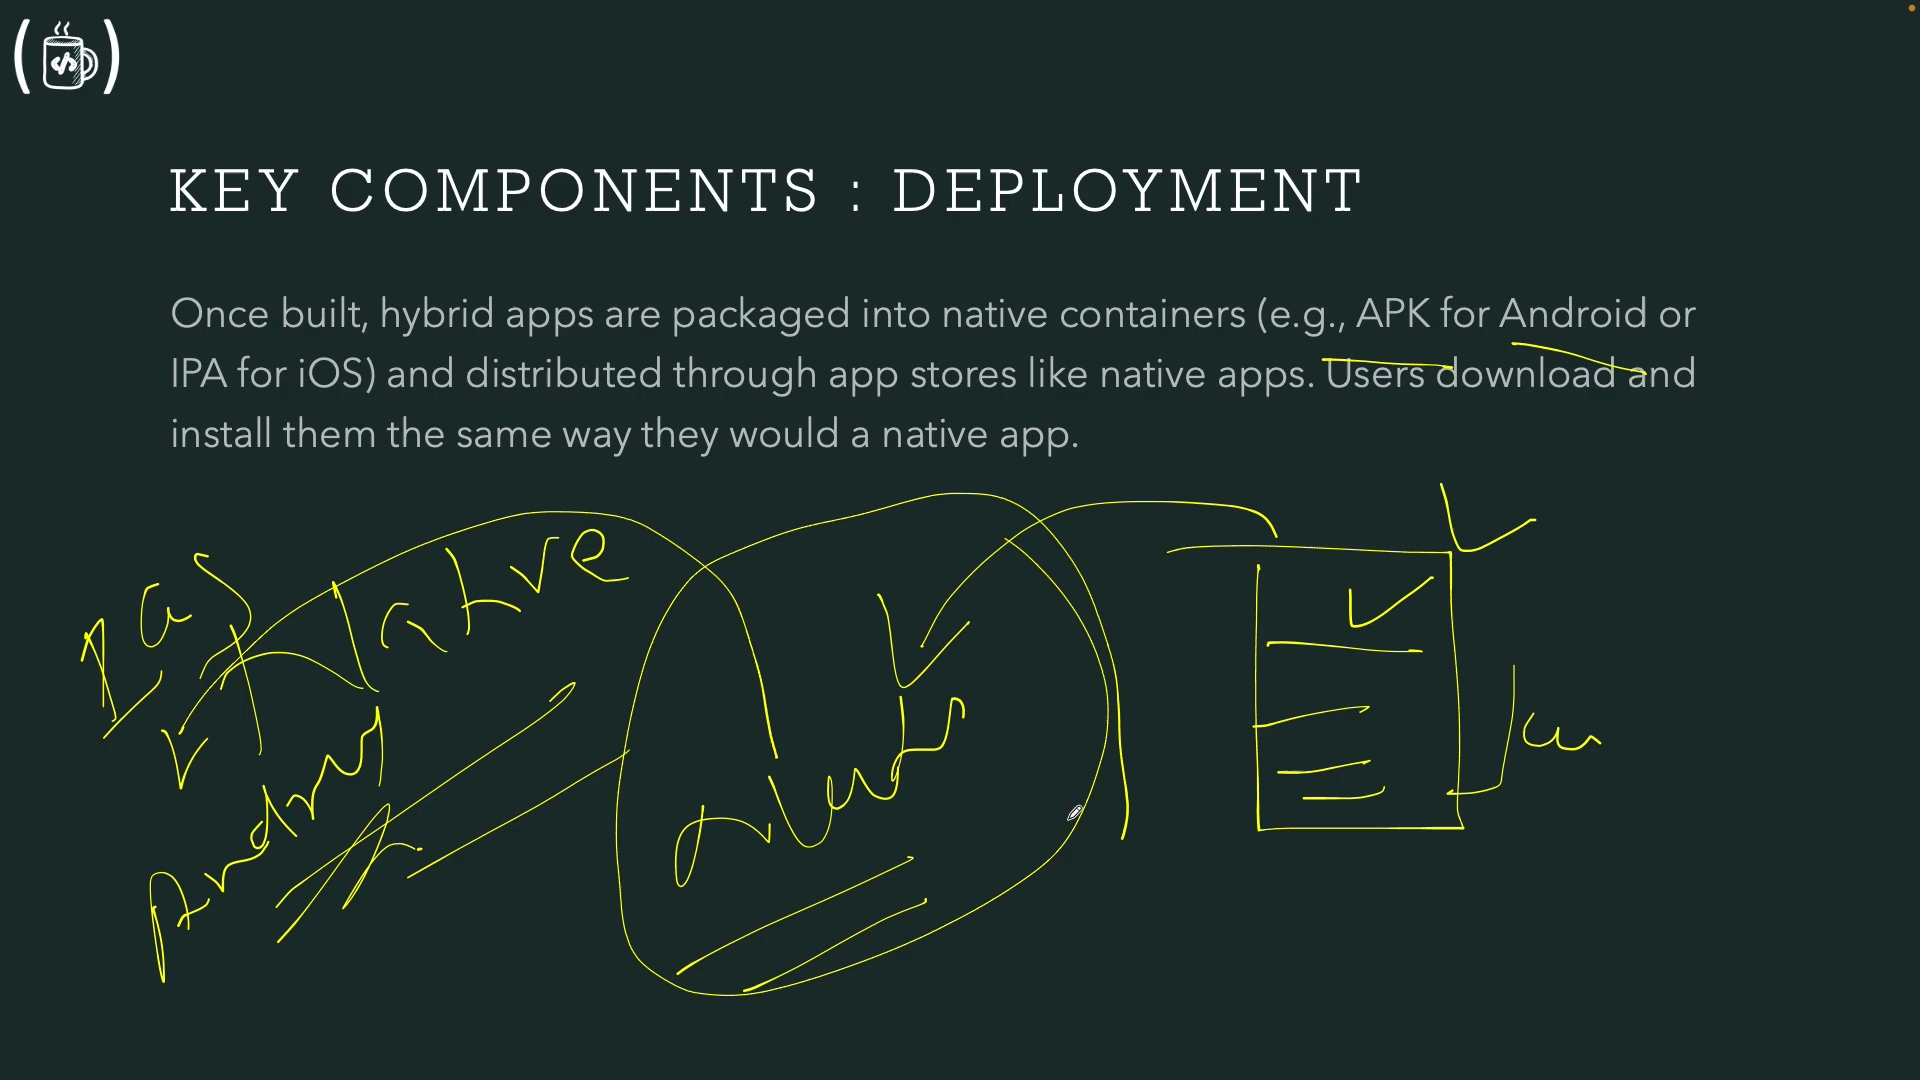 KEY COMPONENTS : DEPLOYMENT
Once built, hybrid apps are packaged into native containers (e.g., APK for Android or
IPA for iOS) and distributed through app stores like native apps. Users download and
install them the same way they would a native app.
Native